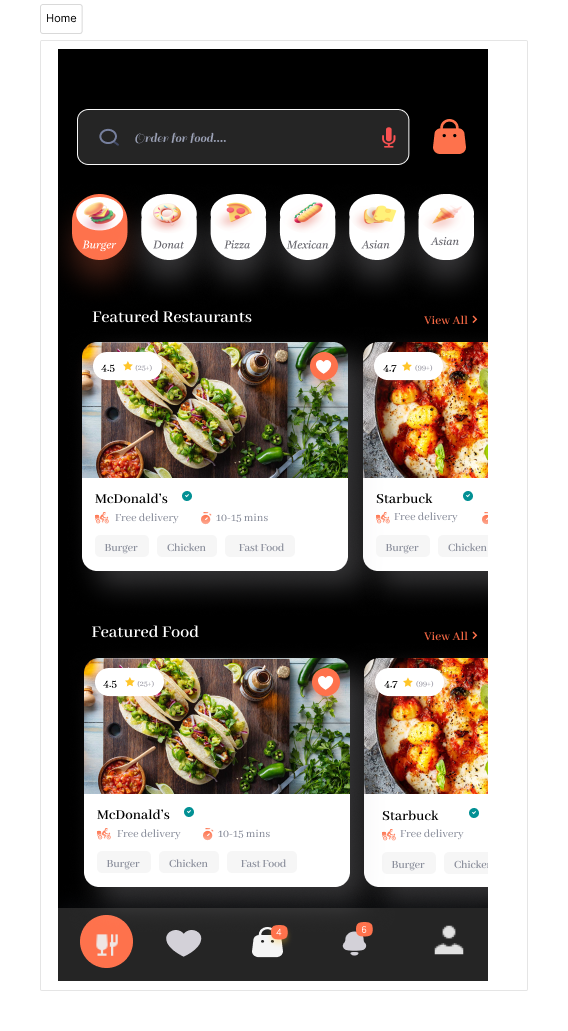 Home
Order for food....
Burger
Donat
Pizza
Mexican
Asian
Asian
Featured Restaurants
View All
4.5 (25+)
4.7 (99+)
McDonald's
Starbuck
Free delivery 10-15 mins
Free delivery
Burger Chicken Fast Food
Burger Chicken
Featured Food
View All
4.5 (25+)
4.7 (99+)
McDonald's
Starbuck
Free delivery 10-15 mins
Free delivery
Burger Chicken Fast Food
Burger Chicken
4
6